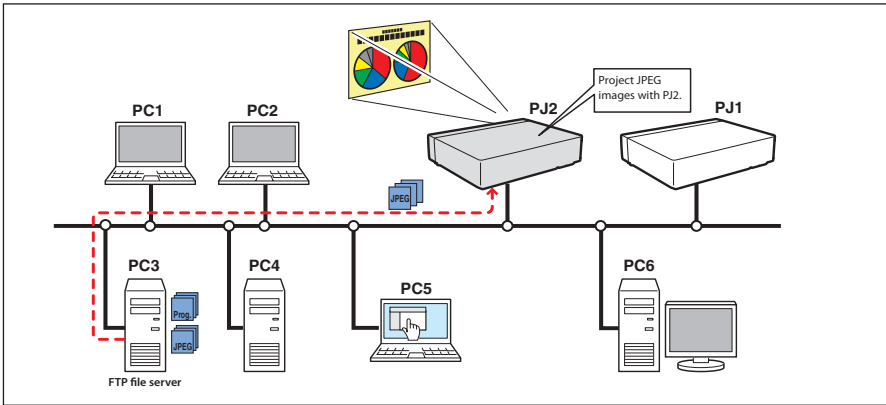 Project JPEG
images with PJ2.
PJ2
PJ1
PC1
PC2
JPEG
PC3
PC4
PC5
PC6
Prog.
JPEG
FTP file server